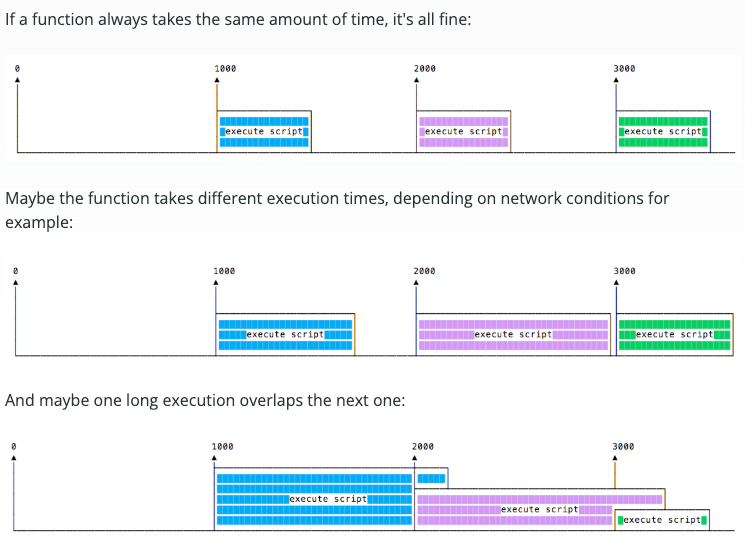 If a function always takes the same amount of time, it's all fine:
0 1000 2000 3000
execute script execute script execute script
Maybe the function takes different execution times, depending on network conditions for
example:
0 1000 2000 3000
execute script execute script execute script
And maybe one long execution overlaps the next one:
0 1000 2000 3000
execute script
execute script
execute script